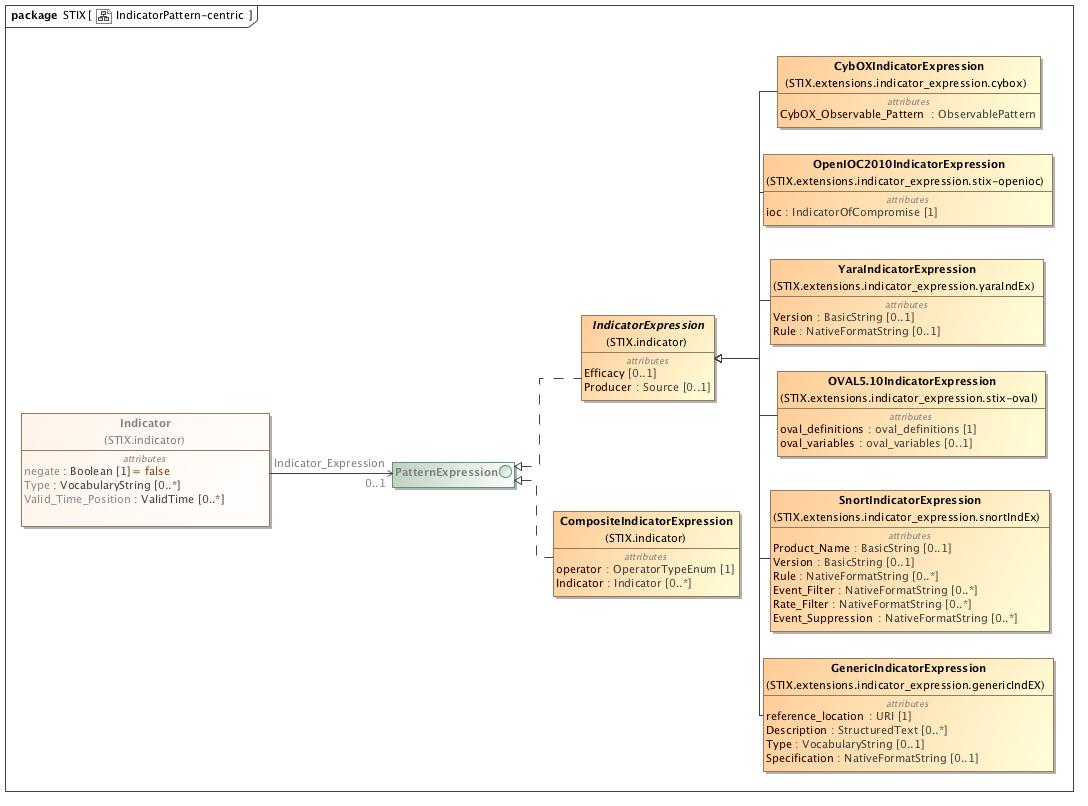 package STIX [ IndicatorPattern-centric ]
CybOXIndicatorExpression
(STIX.extensions.indicator_expression.cybox)
attributes
CybOX_Observable_Pattern : ObservablePattern
OpenIOC2010IndicatorExpression
(STIX.extensions.indicator_expression.stix-openioc)
attributes
ioc : IndicatorOfCompromise [1]
YaraIndicatorExpression
(STIX.extensions.indicator_expression.yaraIndEx)
attributes
Version : BasicString [0..1]
Rule : NativeFormatString [0..1]
IndicatorExpression
(STIX.indicator)
attributes
Efficacy [0..1]
Producer : Source [0..1]
OVAL5.10IndicatorExpression
(STIX.extensions.indicator_expression.stix-oval)
attributes
oval_definitions : oval_definitions [1]
oval_variables : oval_variables [0..1]
Indicator
(STIX.indicator)
attributes
negate : Boolean [1] = false
Type : VocabularyString [0..*]
Valid_Time_Position : ValidTime [0..*]
Indicator_Expression
0..1
PatternExpression
CompositeIndicatorExpression
(STIX.indicator)
attributes
operator : OperatorTypeEnum [1]
Indicator : Indicator [0..*]
SnortIndicatorExpression
(STIX.extensions.indicator_expression.snortIndEx)
attributes
Product_Name : BasicString [0..1]
Version : BasicString [0..1]
Rule : NativeFormatString [0..*]
Event_Filter : NativeFormatString [0..*]
Rate_Filter : NativeFormatString [0..*]
Event_Suppression : NativeFormatString [0..*]
GenericIndicatorExpression
(STIX.extensions.indicator_expression.genericIndEX)
attributes
reference_location : URI [1]
Description : StructuredText [0..*]
Type : VocabularyString [0..1]
Specification : NativeFormatString [0..1]